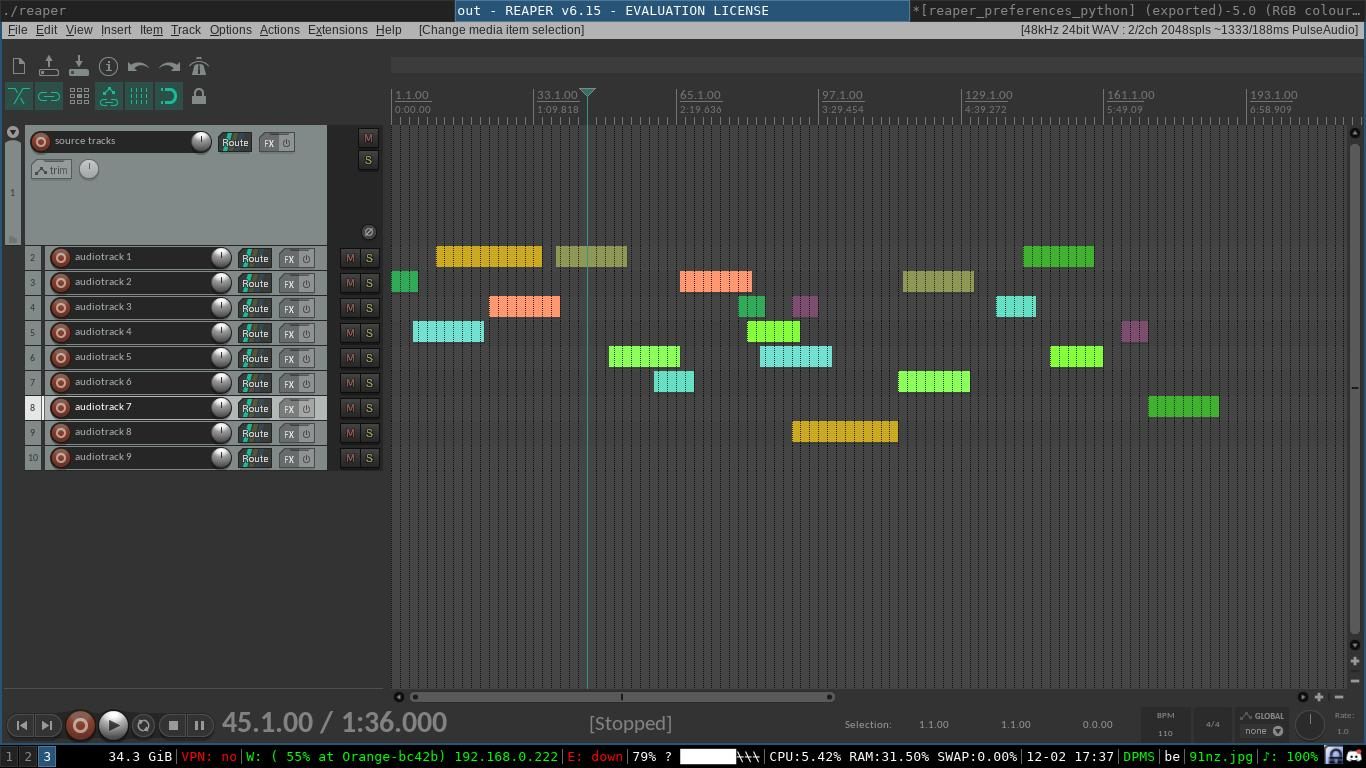 ./reaper
out - REAPER v6.15 - EVALUATION LICENSE
*[reaper_preferences_python] (exported)-5.0 (RGB colour…
File Edit View Insert Item Track Options Actions Extensions Help [Change media item selection]
[48kHz 24bit WAV : 2/2ch 2048spls ~1333/188ms PulseAudio]
1.1.00 33.1.00 65.1.00 97.1.00 129.1.00 161.1.00 193.1.00
0:00.00 1:09.818 2:19.636 3:29.454 4:39.272 5:49.09 6:58.909
source tracks Route FX M
S
trim
1
2 audiotrack 1 Route FX M S
3 audiotrack 2 Route FX M S
4 audiotrack 3 Route FX M S
5 audiotrack 4 Route FX M S
6 audiotrack 5 Route FX M S
7 audiotrack 6 Route FX M S
8 audiotrack 7 Route FX M S
9 audiotrack 8 Route FX M S
10 audiotrack 9 Route FX M S
45.1.00 / 1:36.000 [Stopped] Selection: 1.1.00 1.1.00 0.0.00
BPM
110
4/4
GLOBAL
none
Rate:
1.0
1 2 3 34.3 GiB|VPN: no|W: ( 55% at Orange-bc42b) 192.168.0.222|E: down|79% ? |CPU:5.42% RAM:31.50% SWAP:0.00%|12-02 17:37|DPMS|be|91nz.jpg|♪: 100%